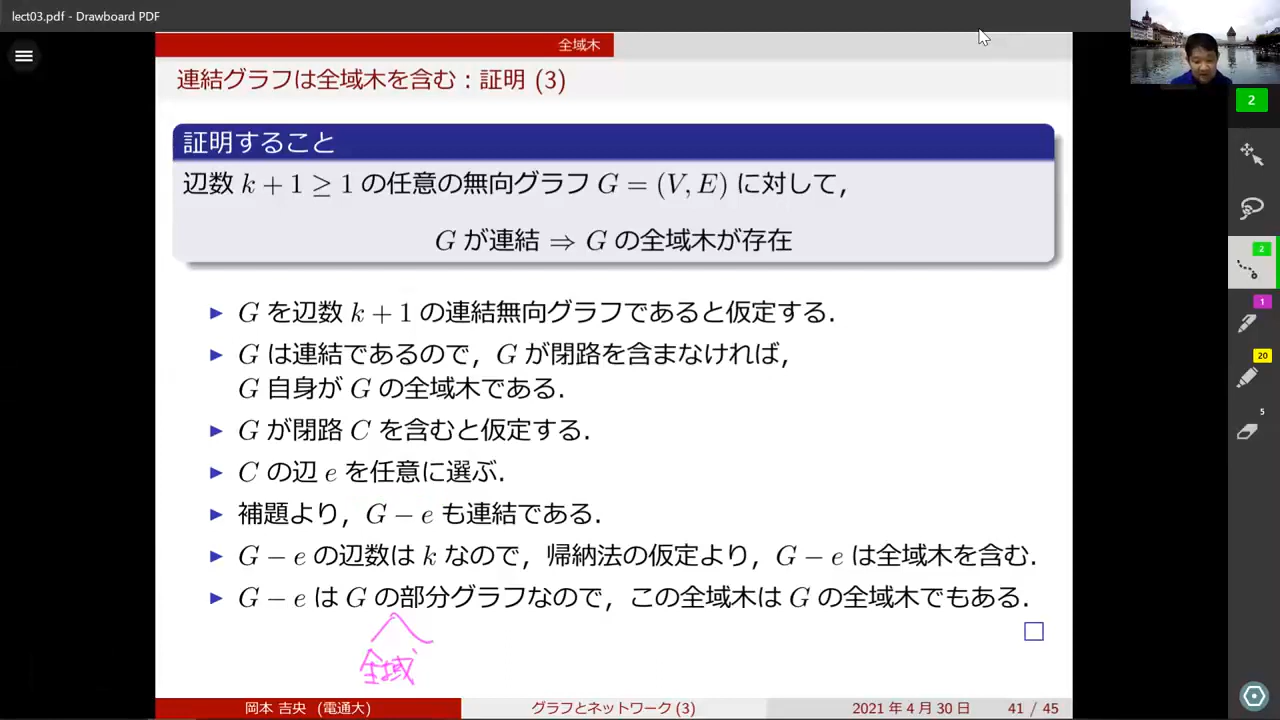 lect03.pdf - Drawboard PDF
全域木
連結グラフは全域木を含む：証明 (3)
2
証明すること
辺数 k + 1 ≥ 1 の任意の無向グラフ G = (V, E) に対して，
G が連結 ⇒ G の全域木が存在
2
1
20
5
▶ G を辺数 k + 1 の連結無向グラフであると仮定する．
▶ G は連結であるので，G が閉路を含まなければ，
G 自身が G の全域木である．
▶ G が閉路 C を含むと仮定する．
▶ C の辺 e を任意に選ぶ．
▶ 補題より，G − e も連結である．
▶ G − e の辺数は k なので，帰納法の仮定より，G − e は全域木を含む．
▶ G − e は G の部分グラフなので，この全域木は G の全域木でもある．
全域
岡本 吉央 (電通大)
グラフとネットワーク (3)
2021 年 4 月 30 日
41 / 45